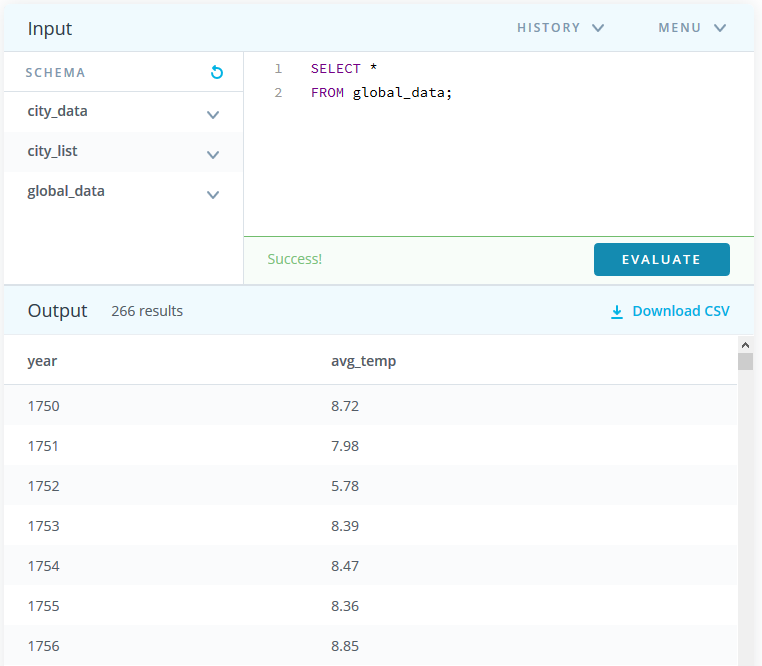 Input
HISTORY
MENU
SCHEMA
city_data
city_list
global_data
1 SELECT *
2 FROM global_data;
Success!
EVALUATE
Output 266 results
Download CSV
year avg_temp
1750 8.72
1751 7.98
1752 5.78
1753 8.39
1754 8.47
1755 8.36
1756 8.85